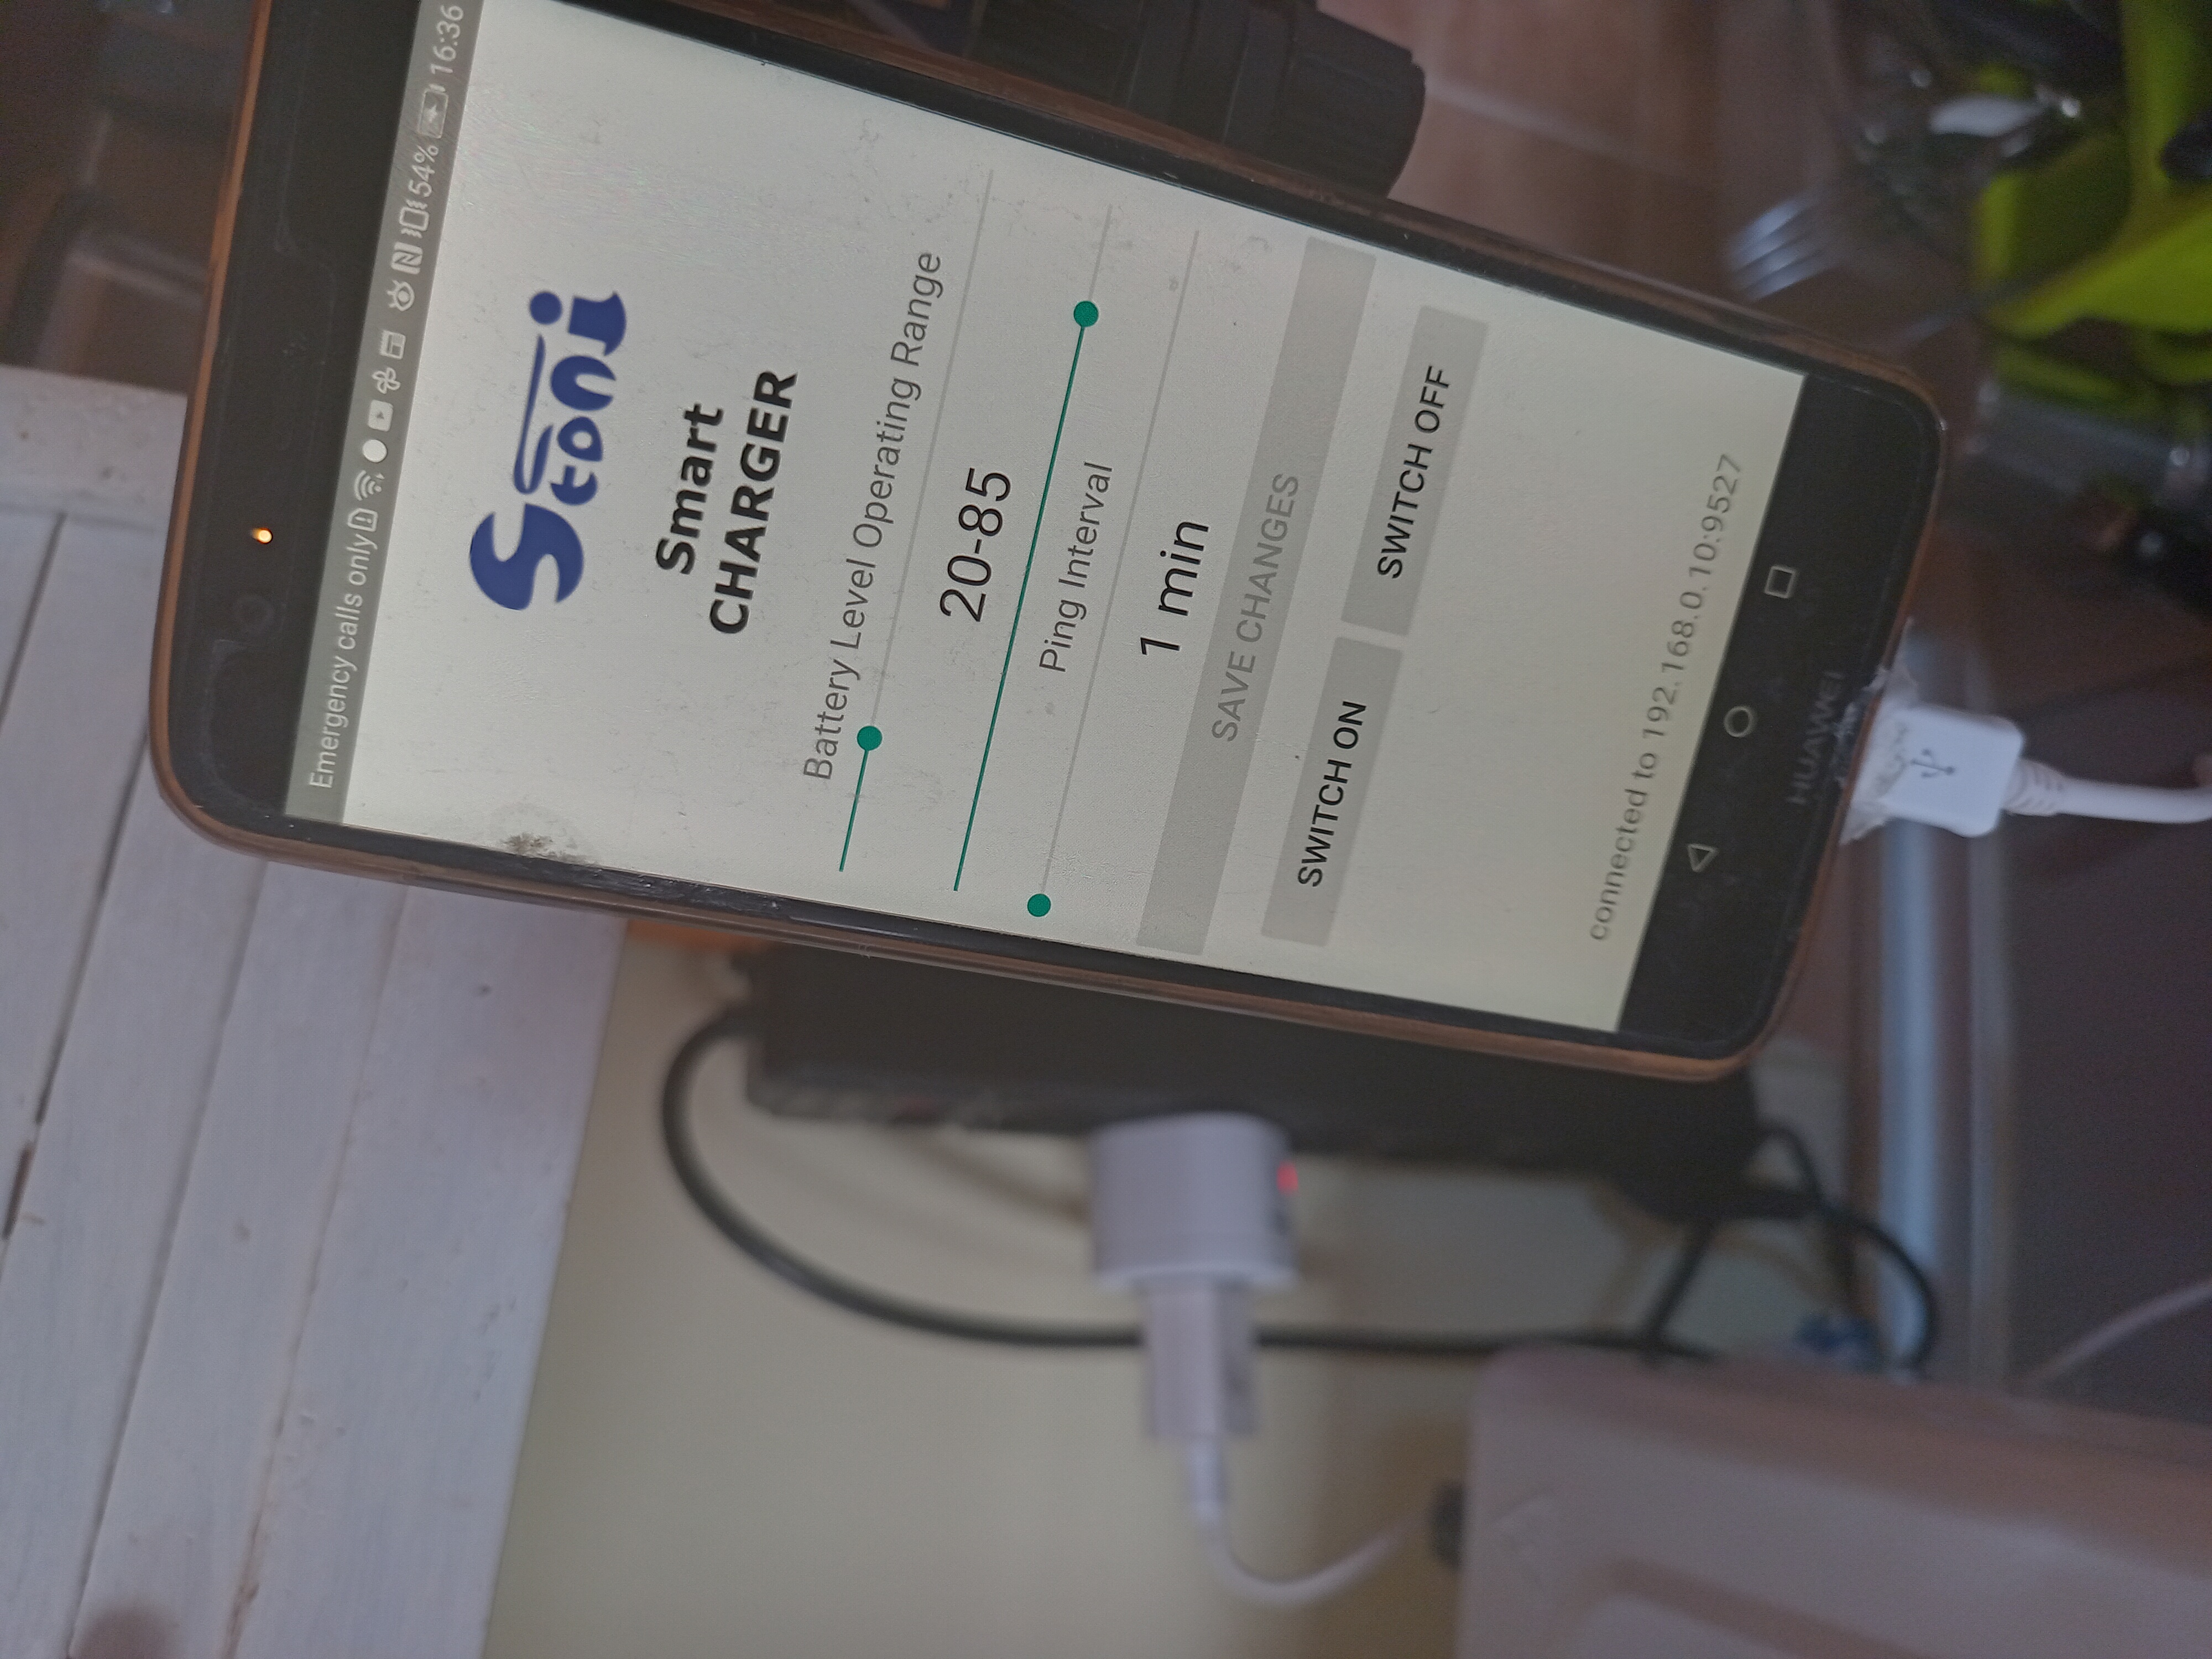 Emergency calls only 54% 16:36
Stoni
Smart
CHARGER
Battery Level Operating Range
20-85
Ping Interval
1 min
SAVE CHANGES
SWITCH ON
SWITCH OFF
connected to 192.168.0.10:9527
HUAWEI